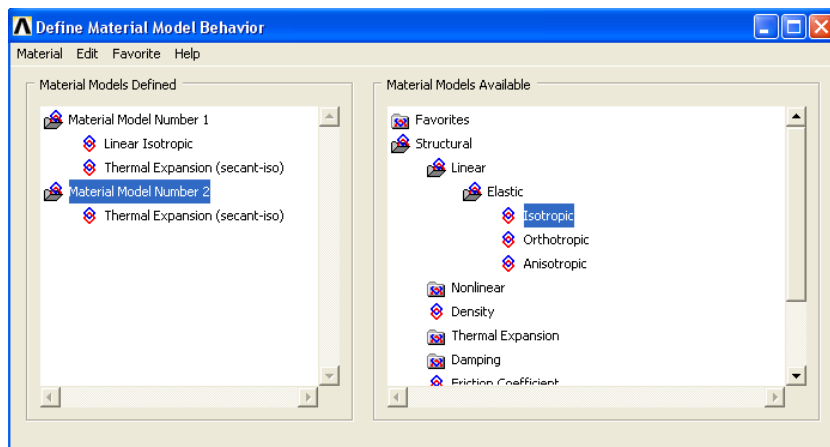 Define Material Model Behavior
Material Edit Favorite Help
Material Models Defined
Material Model Number 1
Linear Isotropic
Thermal Expansion (secant-iso)
Material Model Number 2
Thermal Expansion (secant-iso)
Material Models Available
Favorites
Structural
Linear
Elastic
Isotropic
Orthotropic
Anisotropic
Nonlinear
Density
Thermal Expansion
Damping
Friction Coefficient